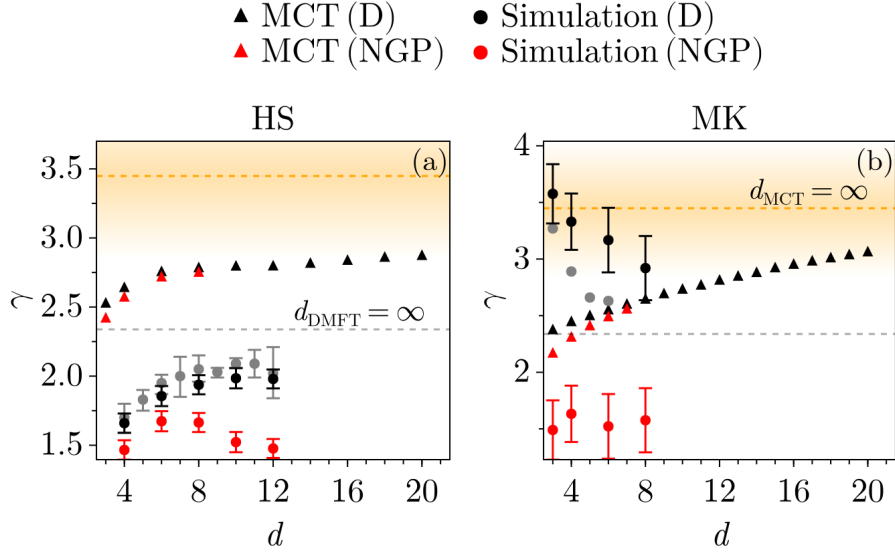 MCT (D)
Simulation (D)
MCT (NGP)
Simulation (NGP)
HS
MK
(a)
(b)
3.5
3.0
2.5
2.0
1.5
γ
d_DMFT = ∞
4
8
12
16
20
d
4
3
2
γ
d_MCT = ∞
4
8
12
16
20
d